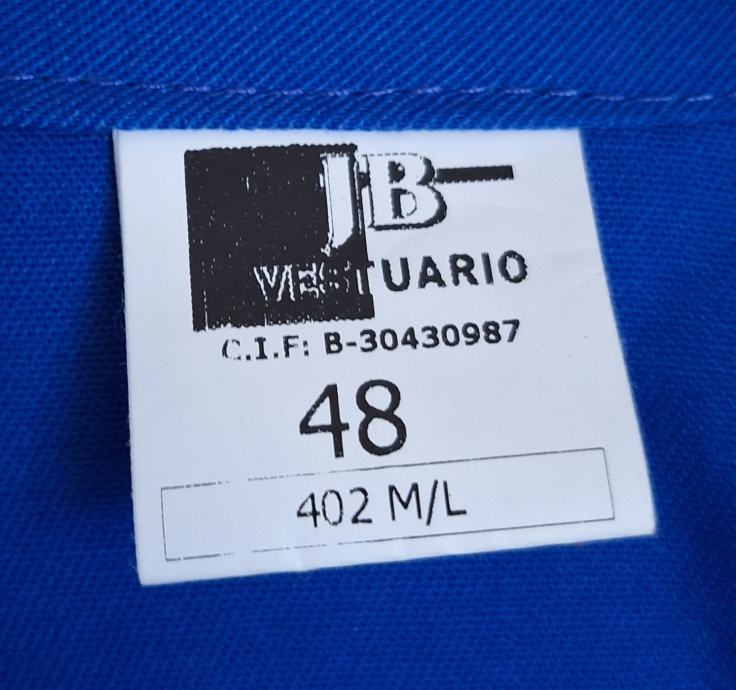 JB
VESTUARIO
C.I.F: B-30430987
48
402 M/L